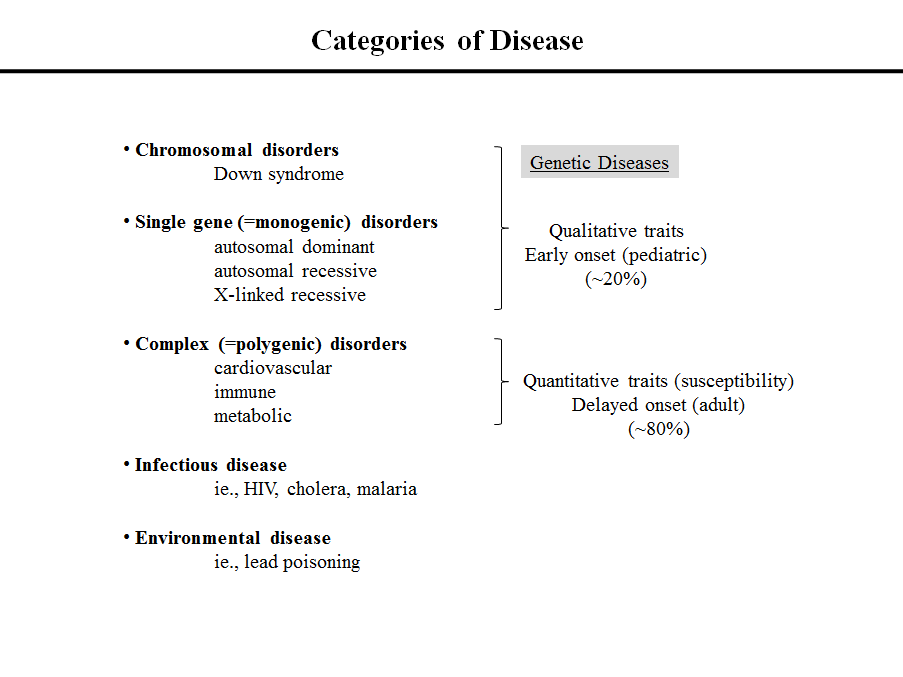 Categories of Disease
• Chromosomal disorders
Down syndrome
• Single gene (=monogenic) disorders
autosomal dominant
autosomal recessive
X-linked recessive
• Complex (=polygenic) disorders
cardiovascular
immune
metabolic
• Infectious disease
ie., HIV, cholera, malaria
• Environmental disease
ie., lead poisoning
Genetic Diseases
Qualitative traits
Early onset (pediatric)
(~20%)
Quantitative traits (susceptibility)
Delayed onset (adult)
(~80%)